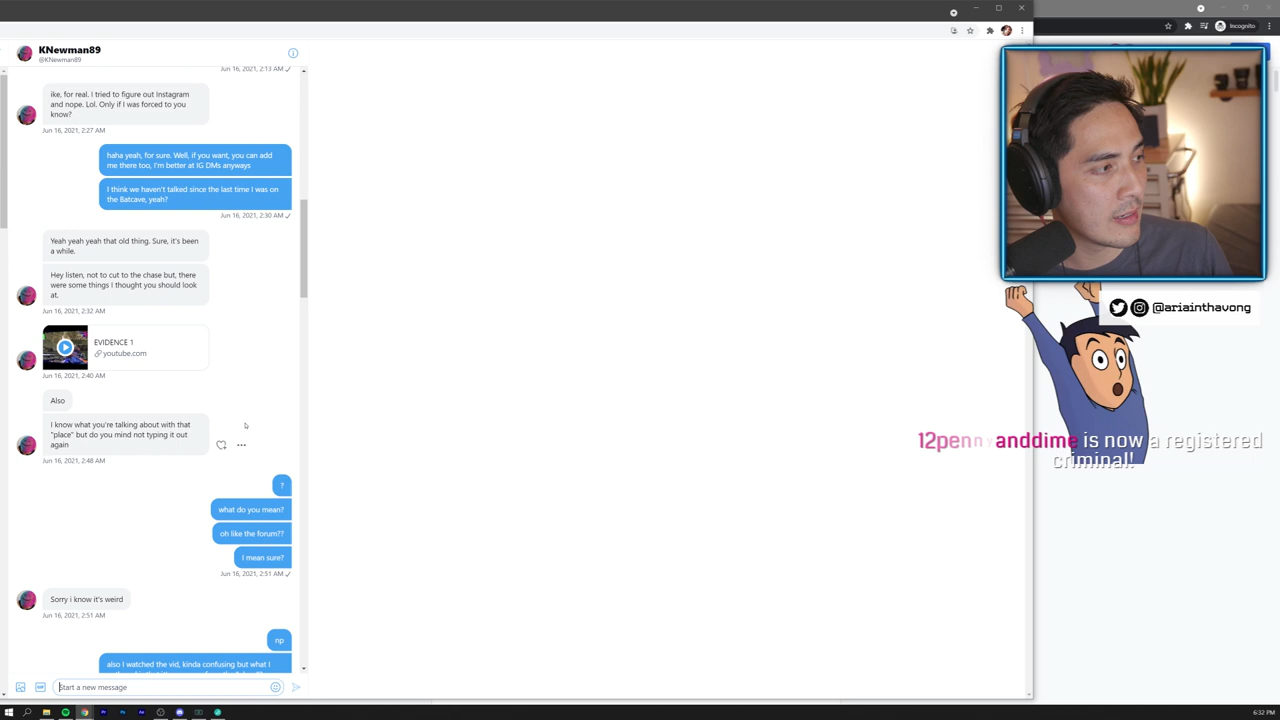 Incognito
KNewman89
@KNewman89
Jun 16, 2021, 2:13 AM
ike, for real. I tried to figure out Instagram
and nope. Lol. Only if I was forced to you
know?
Jun 16, 2021, 2:27 AM
haha yeah, for sure. Well, if you want, you can add
me there too, I'm better at IG DMs anyways
I think we haven't talked since the last time I was on
the Batcave, yeah?
Jun 16, 2021, 2:30 AM
Yeah yeah yeah that old thing. Sure, it's been
a while.
Hey listen, not to cut to the chase but, there
were some things I thought you should look
at.
Jun 16, 2021, 2:32 AM
EVIDENCE 1
youtube.com
Jun 16, 2021, 2:40 AM
Also
I know what you're talking about with that
"place" but do you mind not typing it out
again
Jun 16, 2021, 2:48 AM
?
what do you mean?
oh like the forum??
I mean sure?
Jun 16, 2021, 2:51 AM
Sorry i know it's weird
Jun 16, 2021, 2:51 AM
np
also I watched the vid, kinda confusing but what I
Start a new message
@ariainthavong
12pennyanddime is now a registered
criminal!
6:32 PM